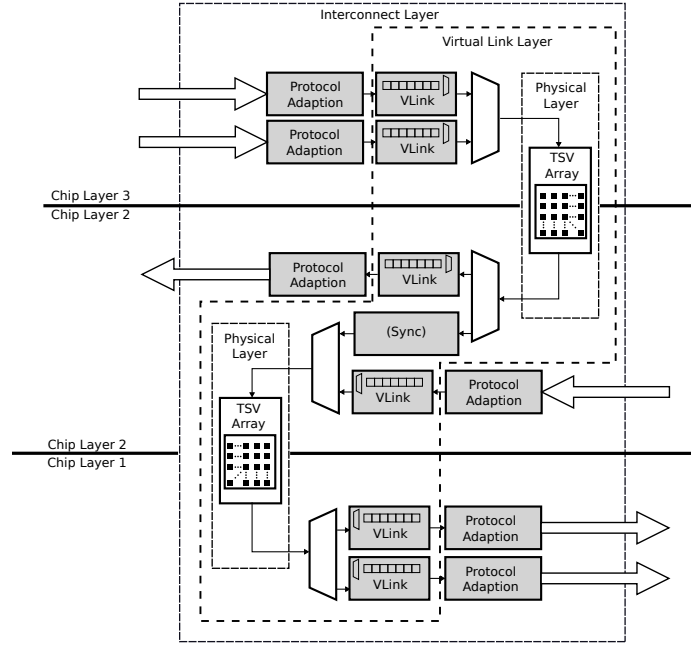 Interconnect Layer
Virtual Link Layer
Protocol
Adaption
VLink
Physical
Layer
Protocol
Adaption
VLink
TSV
Array
Chip Layer 3
Chip Layer 2
Protocol
Adaption
VLink
(Sync)
Physical
Layer
Protocol
Adaption
VLink
TSV
Array
Chip Layer 2
Chip Layer 1
VLink
Protocol
Adaption
VLink
Protocol
Adaption